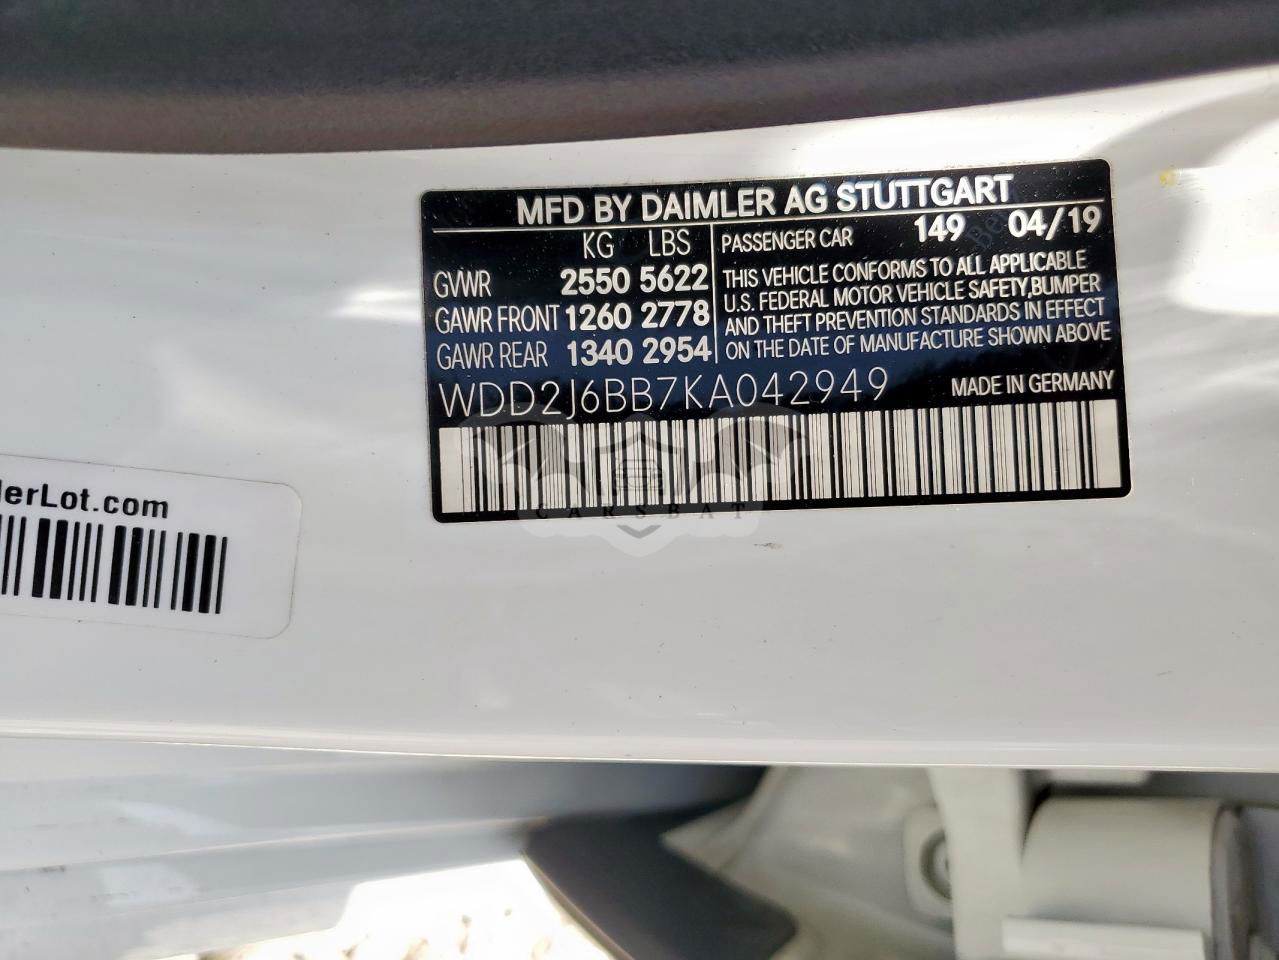 MFD BY DAIMLER AG STUTTGART
KG LBS
GVWR 2550 5622
GAWR FRONT 1260 2778
GAWR REAR 1340 2954
PASSENGER CAR 149 04/19
THIS VEHICLE CONFORMS TO ALL APPLICABLE
U.S. FEDERAL MOTOR VEHICLE SAFETY,BUMPER
AND THEFT PREVENTION STANDARDS IN EFFECT
ON THE DATE OF MANUFACTURE SHOWN ABOVE
WDD2J6BB7KA042949 MADE IN GERMANY
CARSBAT
lerLot.com